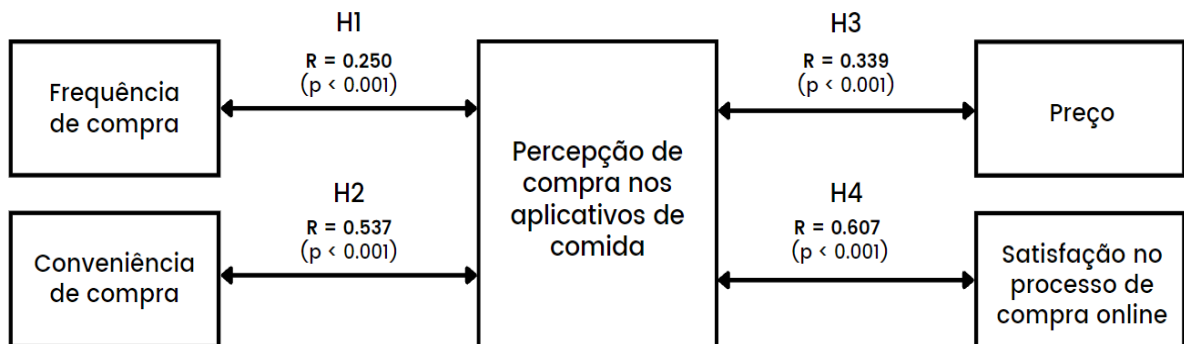 H1
R = 0.250
(p < 0.001)
Frequência
de compra
H2
R = 0.537
(p < 0.001)
Conveniência
de compra
Percepção de
compra nos
aplicativos de
comida
H3
R = 0.339
(p < 0.001)
Preço
H4
R = 0.607
(p < 0.001)
Satisfação no
processo de
compra online